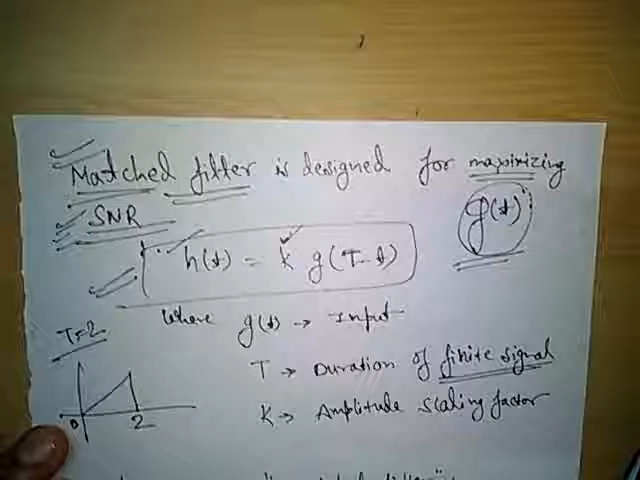 Matched filter is designed for maximizing
SNR
g(t)
h(t) = k g(T-t)
Where g(t) → Input
T=2
T → Duration of finite signal
K → Amplitude scaling factor
0 2